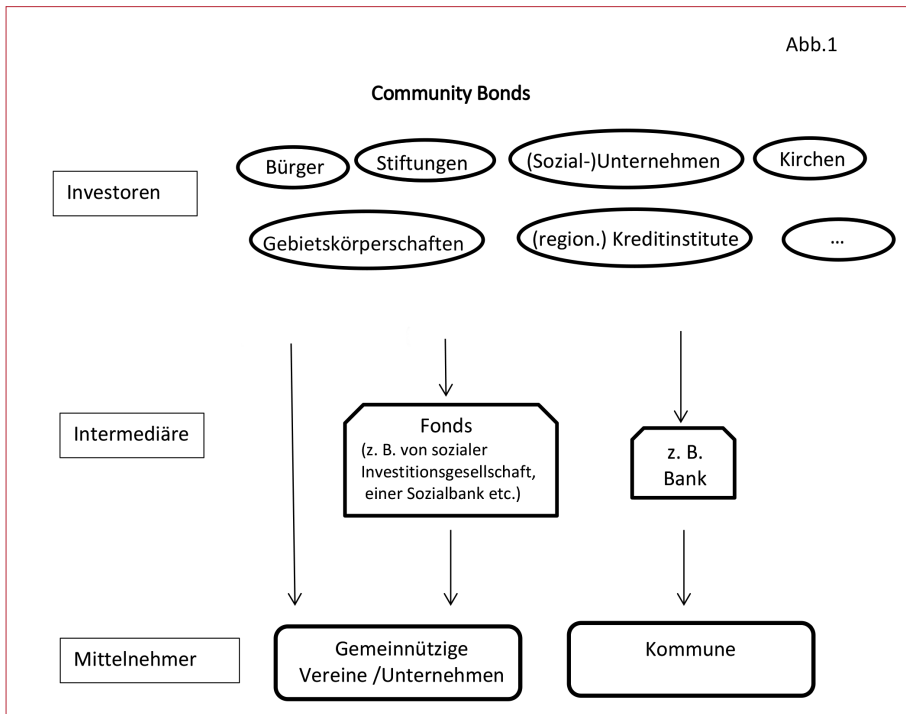 Abb.1
Community Bonds
Bürger
Stiftungen
(Sozial-)Unternehmen
Kirchen
Investoren
Gebietskörperschaften
(region.) Kreditinstitute
...
Intermediäre
Fonds
(z. B. von sozialer
Investitionsgesellschaft,
einer Sozialbank etc.)
z. B.
Bank
Mittelnehmer
Gemeinnützige
Vereine /Unternehmen
Kommune